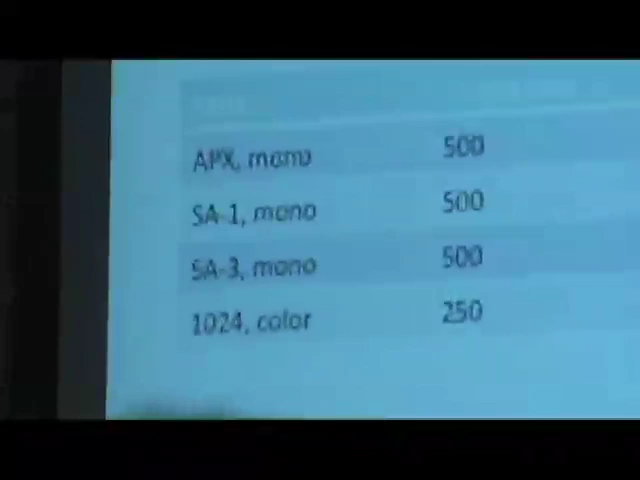 APX, mono 500
SA-1, mono 500
SA-3, mono 500
1024, color 250